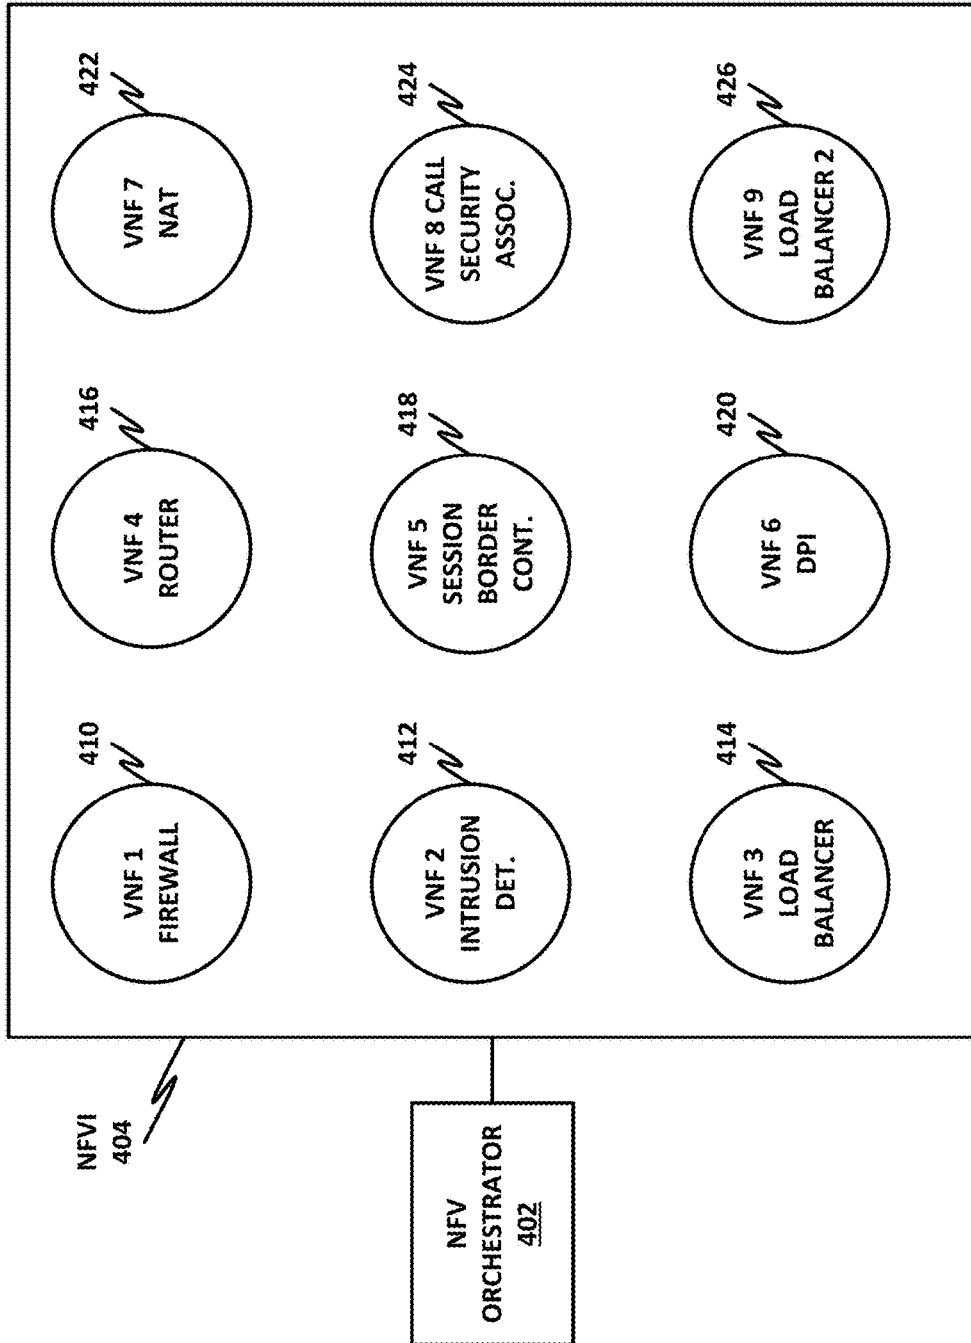 NFVI
404
410
VNF 1
FIREWALL
416
VNF 4
ROUTER
422
VNF 7
NAT
NFV
ORCHESTRATOR
402
412
VNF 2
INTRUSION
DET.
418
VNF 5
SESSION
BORDER
CONT.
424
VNF 8 CALL
SECURITY
ASSOC.
414
VNF 3
LOAD
BALANCER
420
VNF 6
DPI
426
VNF 9
LOAD
BALANCER 2